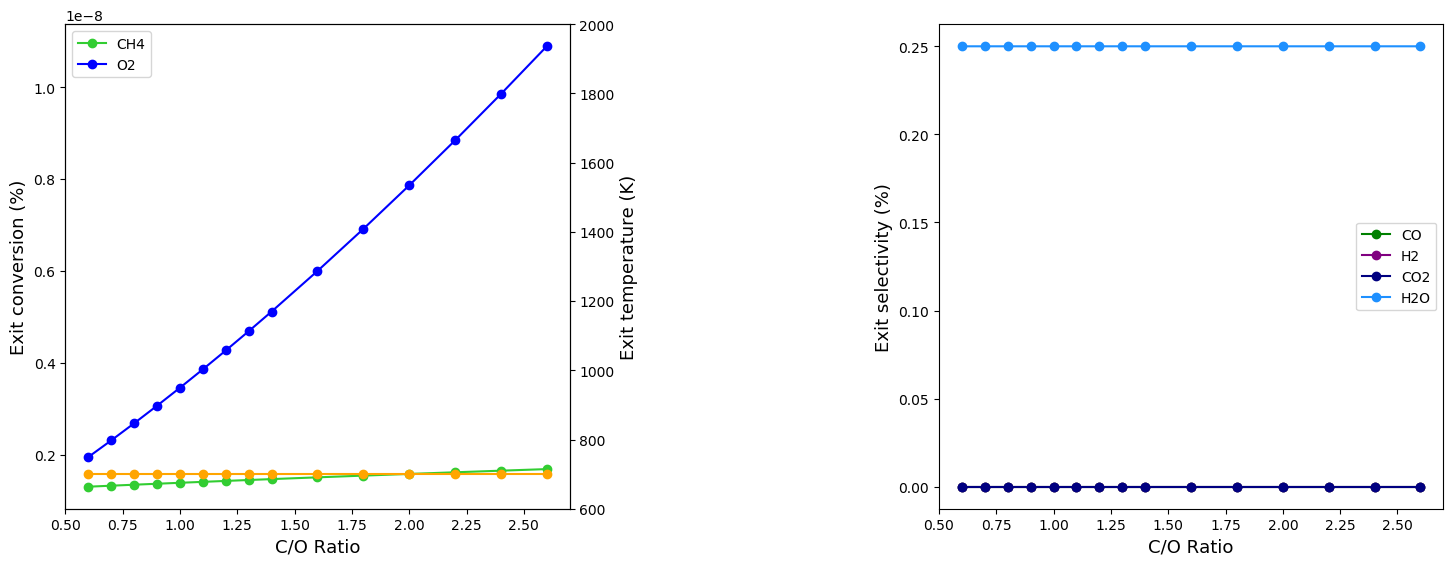 1e−8
CH4
O2
1.0
0.8
0.6
0.4
0.2
Exit conversion (%)
0.50 0.75 1.00 1.25 1.50 1.75 2.00 2.25 2.50
C/O Ratio
2000
1800
1600
1400
1200
1000
800
600
Exit temperature (K)
0.25
0.20
0.15
0.10
0.05
0.00
Exit selectivity (%)
CO
H2
CO2
H2O
0.50 0.75 1.00 1.25 1.50 1.75 2.00 2.25 2.50
C/O Ratio